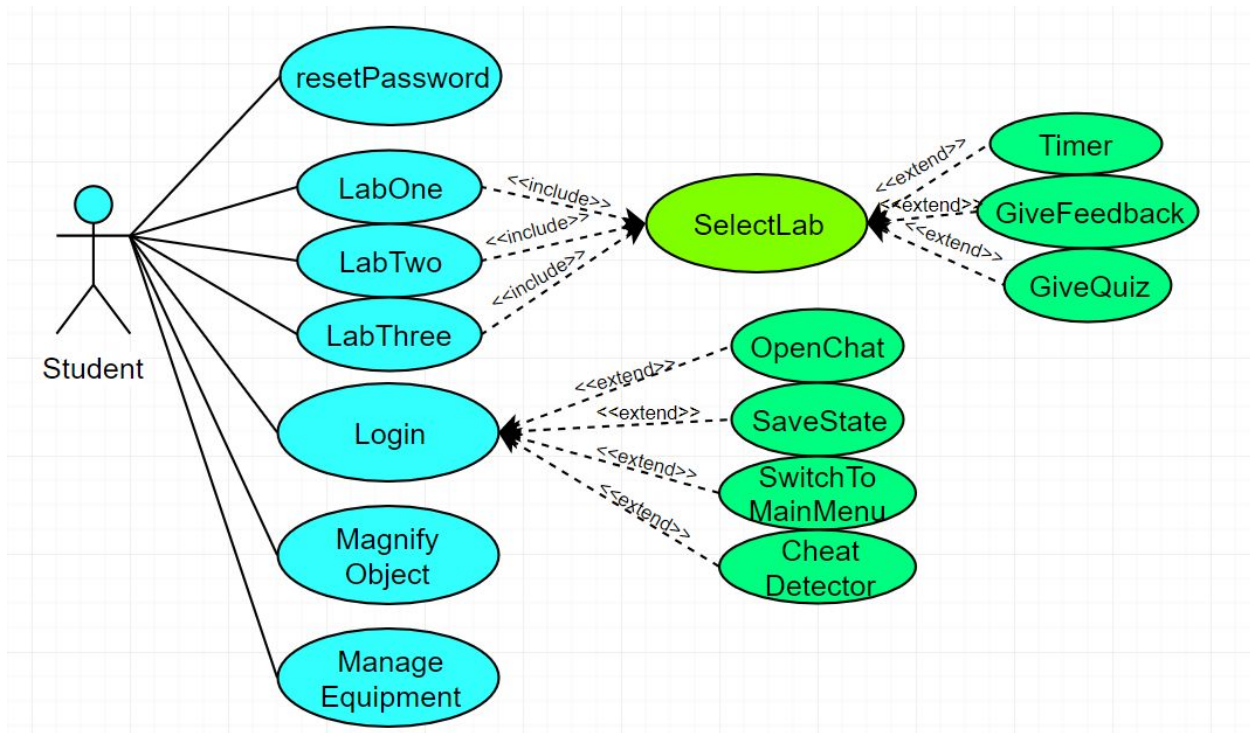 resetPassword
LabOne
LabTwo
LabThree
Student
Login
Magnify
Object
Manage
Equipment
<<include>>
<<include>>
<<include>>
SelectLab
<<extend>>
<<extend>>
<<extend>>
Timer
GiveFeedback
GiveQuiz
<<extend>>
<<extend>>
<<extend>>
<<extend>>
OpenChat
SaveState
SwitchTo
MainMenu
Cheat
Detector